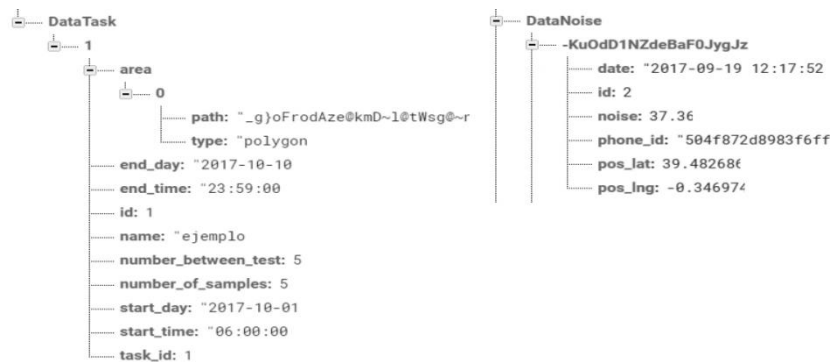 DataTask
1
area
0
path: "_g}oFrodAze@kmD~l@tWsg@~r
type: "polygon
end_day: "2017-10-10
end_time: "23:59:00
id: 1
name: "ejemplo
number_between_test: 5
number_of_samples: 5
start_day: "2017-10-01
start_time: "06:00:00
task_id: 1
DataNoise
-KuOdD1NZdeBaF0JygJz
date: "2017-09-19 12:17:52
id: 2
noise: 37.36
phone_id: "504f872d8983f6ff
pos_lat: 39.482686
pos_lng: -0.346974